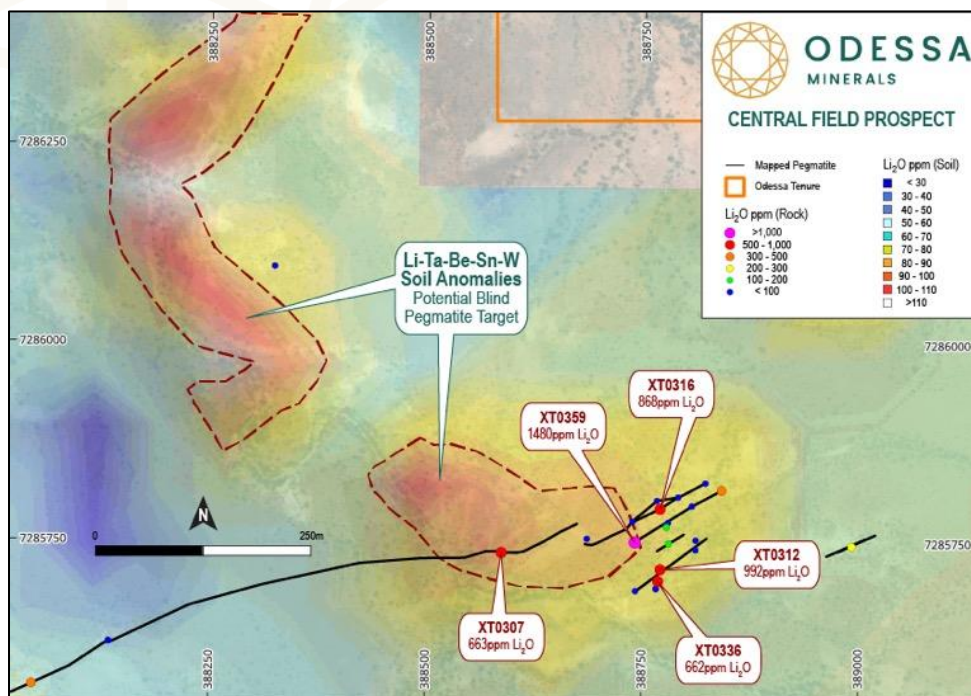 388250
388500
388750
ODESSA
MINERALS
CENTRAL FIELD PROSPECT
Mapped Pegmatite
Odessa Tenure
Li₂O ppm (Rock)
>1,000
500 - 1,000
300 - 500
200 - 300
100 - 200
< 100
Li₂O ppm (Soil)
< 30
30 - 40
40 - 50
50 - 60
60 - 70
70 - 80
80 - 90
90 - 100
100 - 110
>110
7286250
Li-Ta-Be-Sn-W
Soil Anomalies
Potential Blind
Pegmatite Target
7286000
7286000
XT0316
868ppm Li₂O
XT0359
1480ppm Li₂O
N
0
250m
7285750
7285750
XT0312
992ppm Li₂O
XT0307
663ppm Li₂O
XT0336
662ppm Li₂O
388250
388500
388750
389000